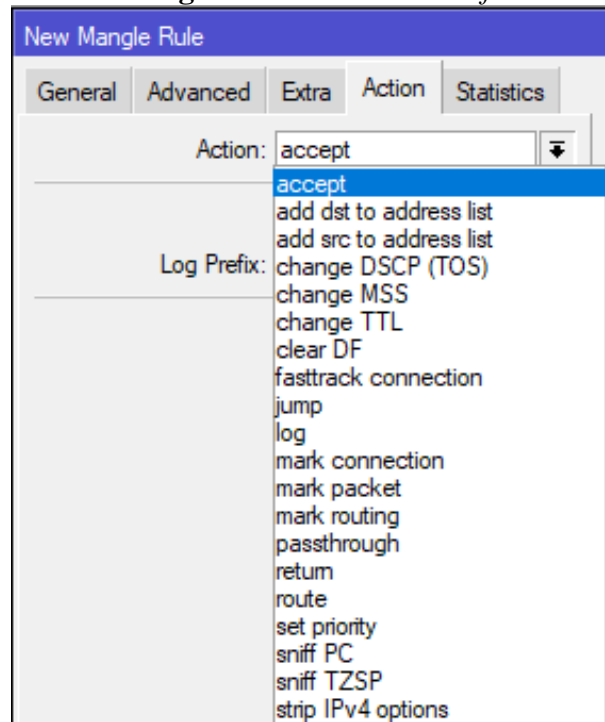 New Mangle Rule
General Advanced Extra Action Statistics
Action: accept
accept
add dst to address list
add src to address list
Log Prefix: change DSCP (TOS)
change MSS
change TTL
clear DF
fasttrack connection
jump
log
mark connection
mark packet
mark routing
passthrough
return
route
set priority
sniff PC
sniff TZSP
strip IPv4 options